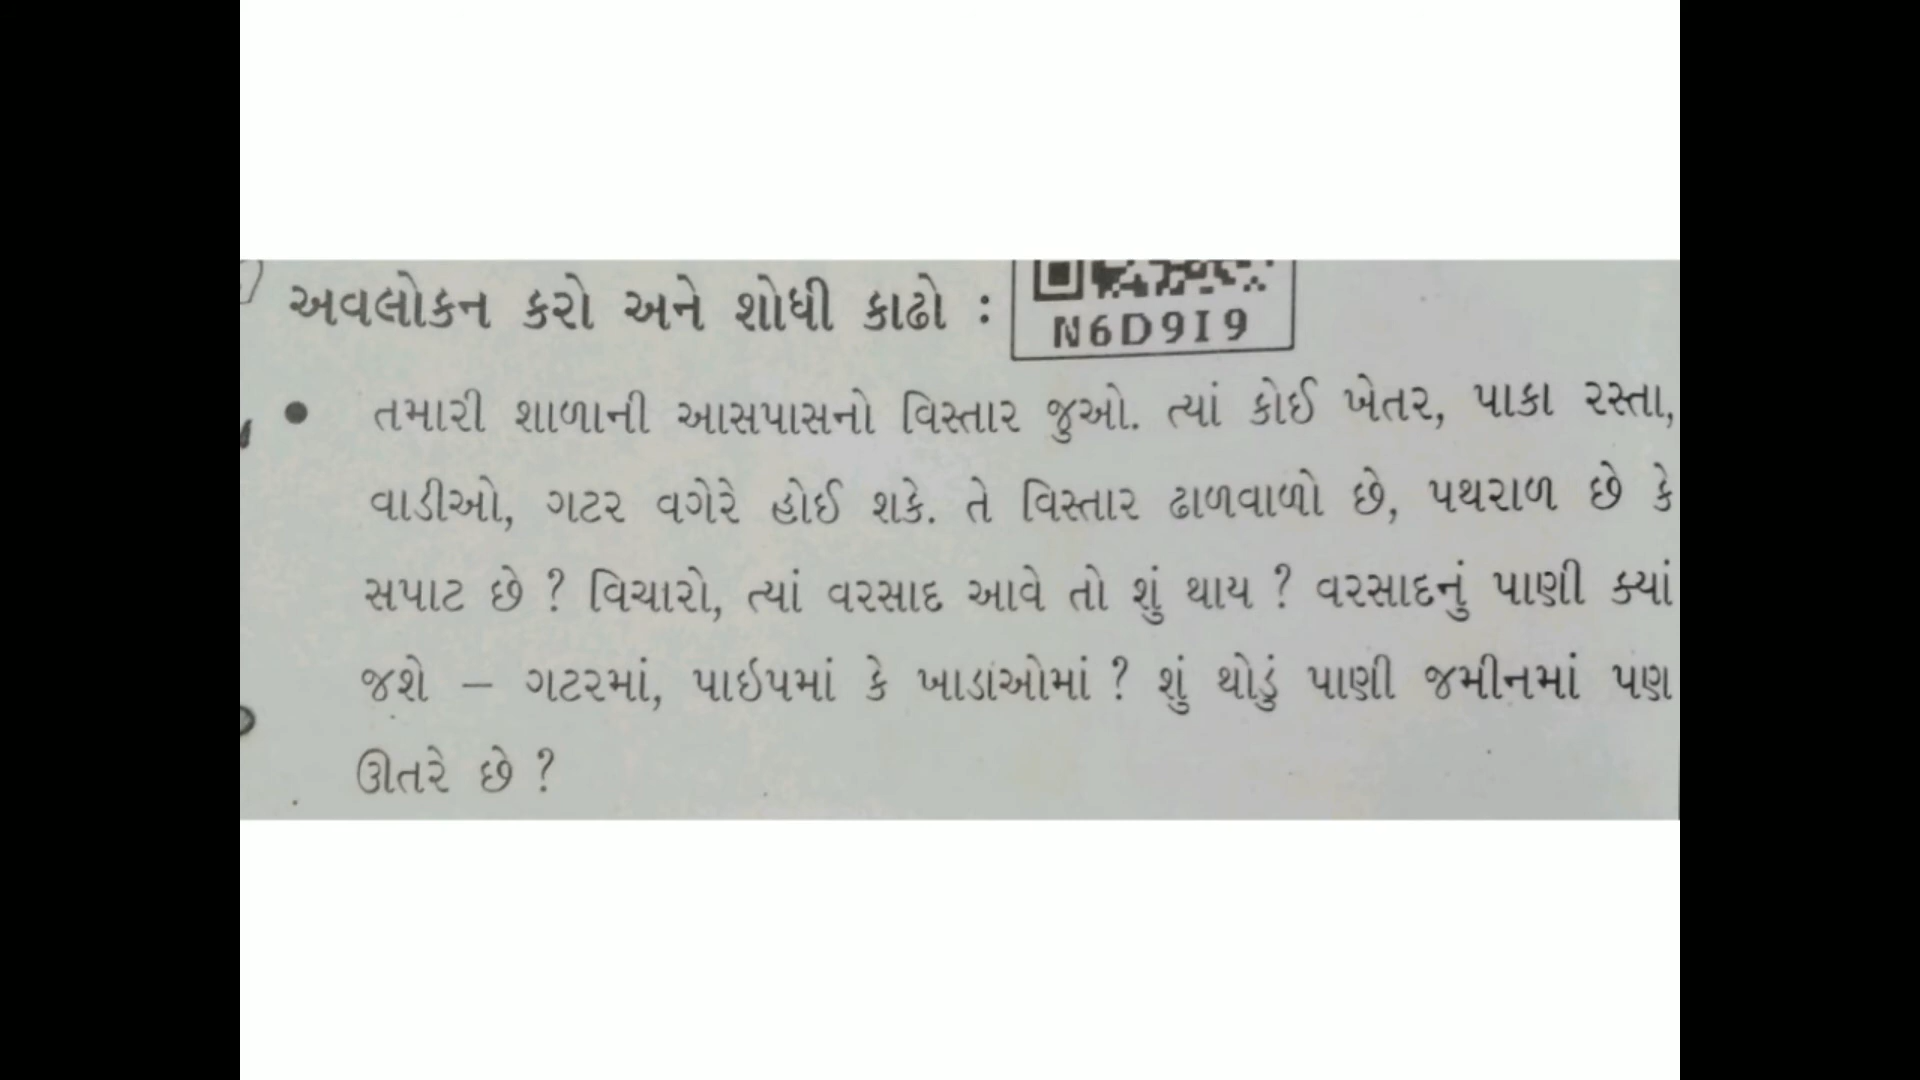 અવલોકન કરો અને શોધી કાઢો :
N6D9I9
• તમારી શાળાની આસપાસનો વિસ્તાર જુઓ. ત્યાં કોઈ ખેતર, પાકા રસ્તા,
વાડીઓ, ગટર વગેરે હોઈ શકે. તે વિસ્તાર ઢાળવાળો છે, પથરાળ છે કે
સપાટ છે ? વિચારો, ત્યાં વરસાદ આવે તો શું થાય ? વરસાદનું પાણી ક્યાં
જશે – ગટરમાં, પાઇપમાં કે ખાડાઓમાં ? શું થોડું પાણી જમીનમાં પણ
ઊતરે છે ?